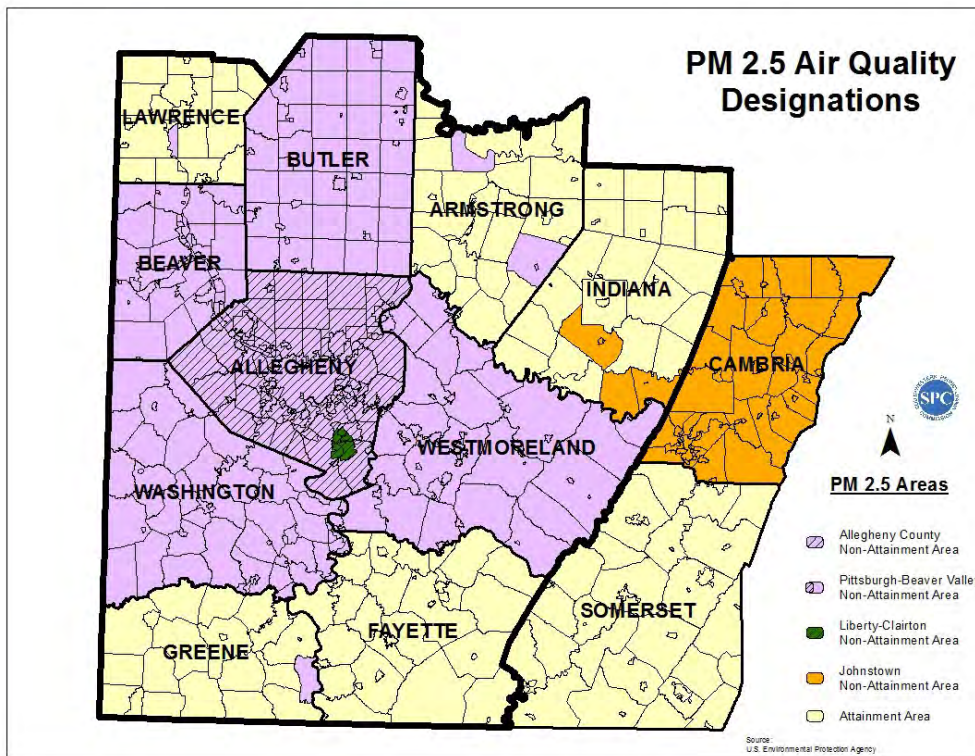 PM 2.5 Air Quality
Designations
LAWRENCE
BUTLER
ARMSTRONG
BEAVER
INDIANA
ALLEGHENY
CAMBRIA
WESTMORELAND
WASHINGTON
SOMERSET
FAYETTE
GREENE
SPC
N
PM 2.5 Areas
Allegheny County
Non-Attainment Area
Pittsburgh-Beaver Valle
Non-Attainment Area
Liberty-Clairton
Non-Attainment Area
Johnstown
Non-Attainment Area
Attainment Area
Source:
U.S. Environmental Protection Agency